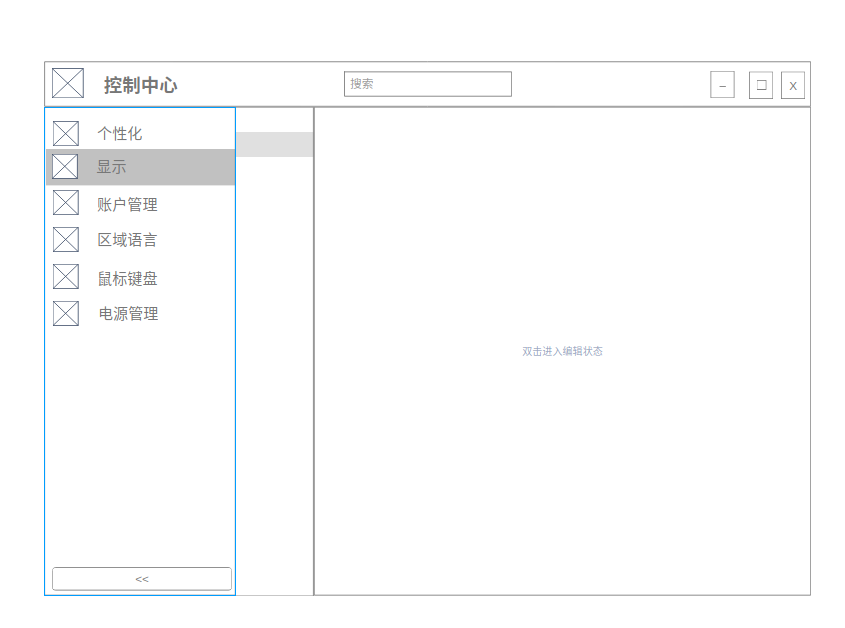 控制中心
搜索
–
□
X
个性化
显示
账户管理
区域语言
鼠标键盘
电源管理
双击进入编辑状态
<<